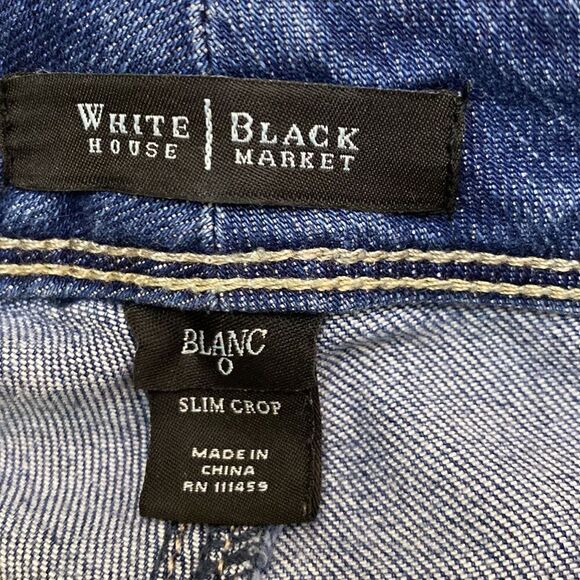 WHITE | BLACK
HOUSE MARKET
BLANC
0
SLIM CROP
MADE IN
CHINA
RN 111459